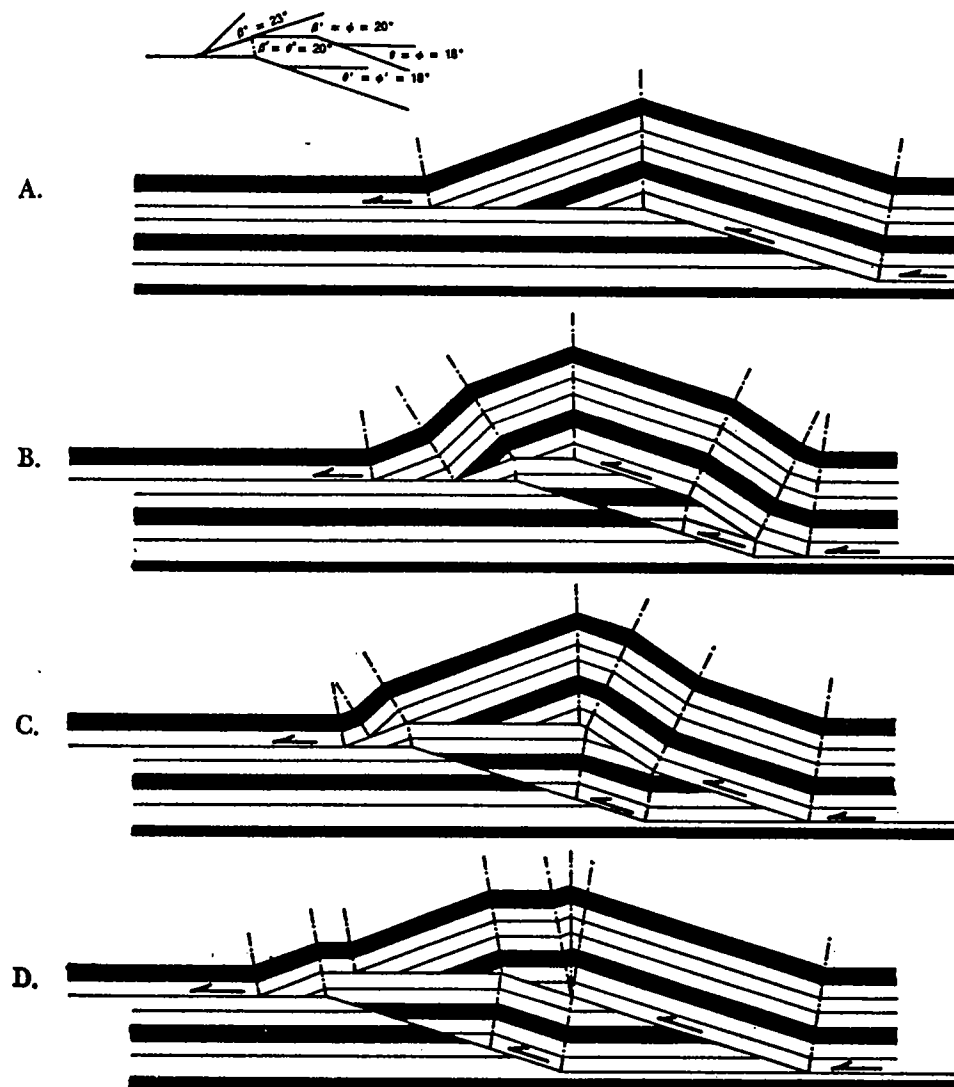 β" = 23°
β" = φ = 20°
β' = θ" = 20°
θ = φ = 18°
θ' = φ' = 18°
A.
B.
C.
D.